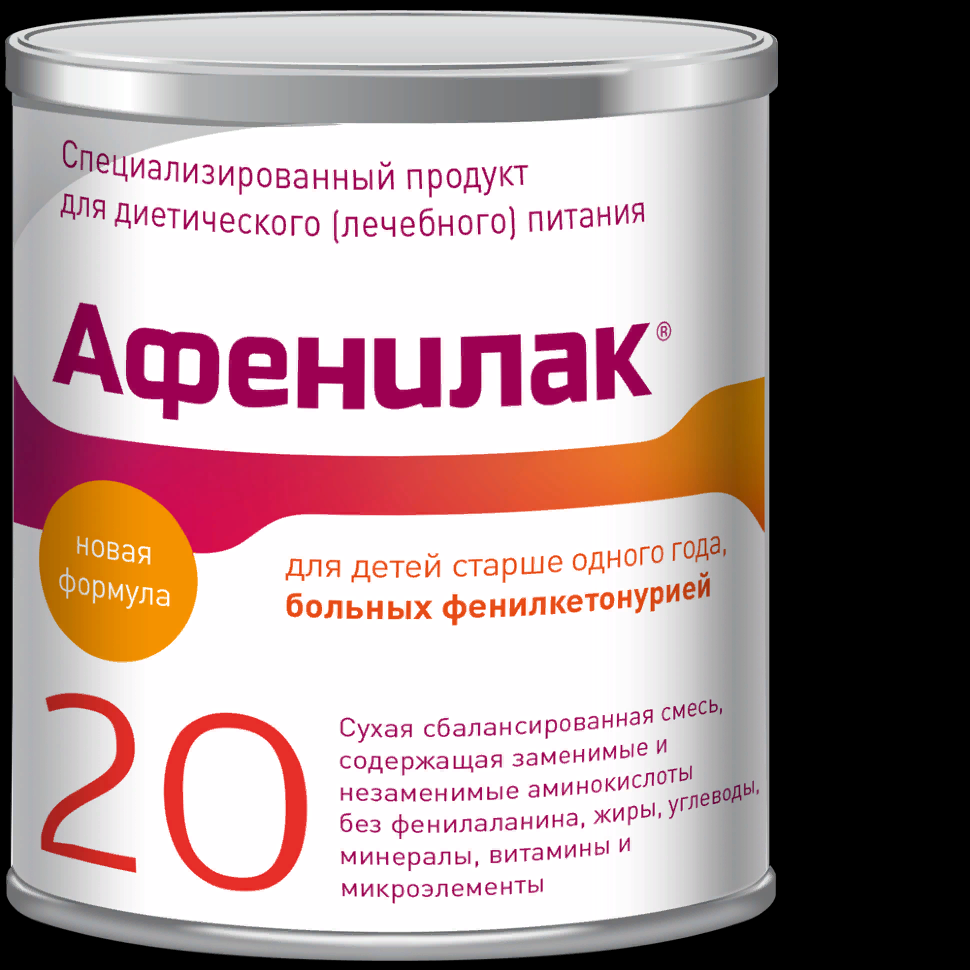 Специализированный продукт
для диетического (лечебного) питания
Афенилак®
новая
формула
для детей старше одного года,
больных фенилкетонурией
20
Сухая сбалансированная смесь,
содержащая заменимые и
незаменимые аминокислоты
без фенилаланина, жиры, углеводы,
минералы, витамины и
микроэлементы